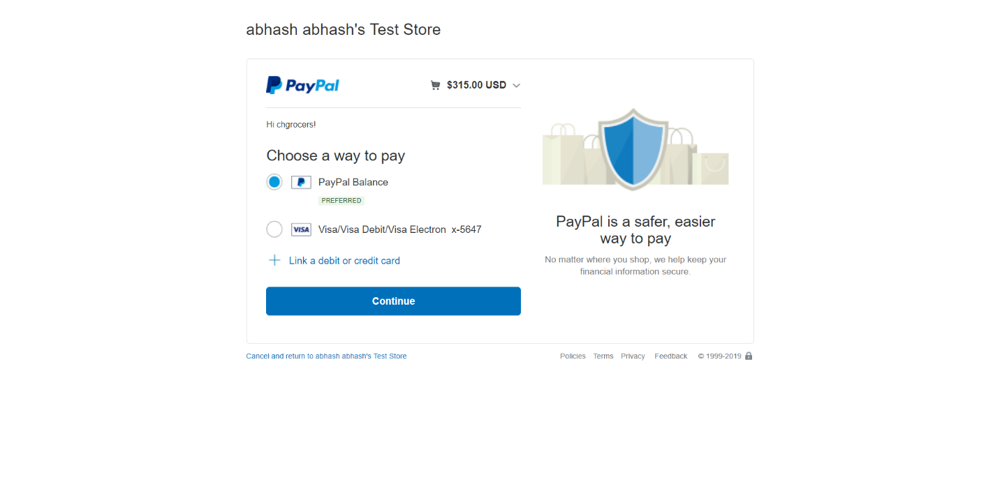 abhash abhash's Test Store
PayPal
$315.00 USD
Hi chgrocers!
Choose a way to pay
PayPal Balance
PREFERRED
VISA Visa/Visa Debit/Visa Electron x-5647
Link a debit or credit card
Continue
PayPal is a safer, easier
way to pay
No matter where you shop, we help keep your
financial information secure.
Cancel and return to abhash abhash's Test Store
Policies Terms Privacy Feedback © 1999-2019